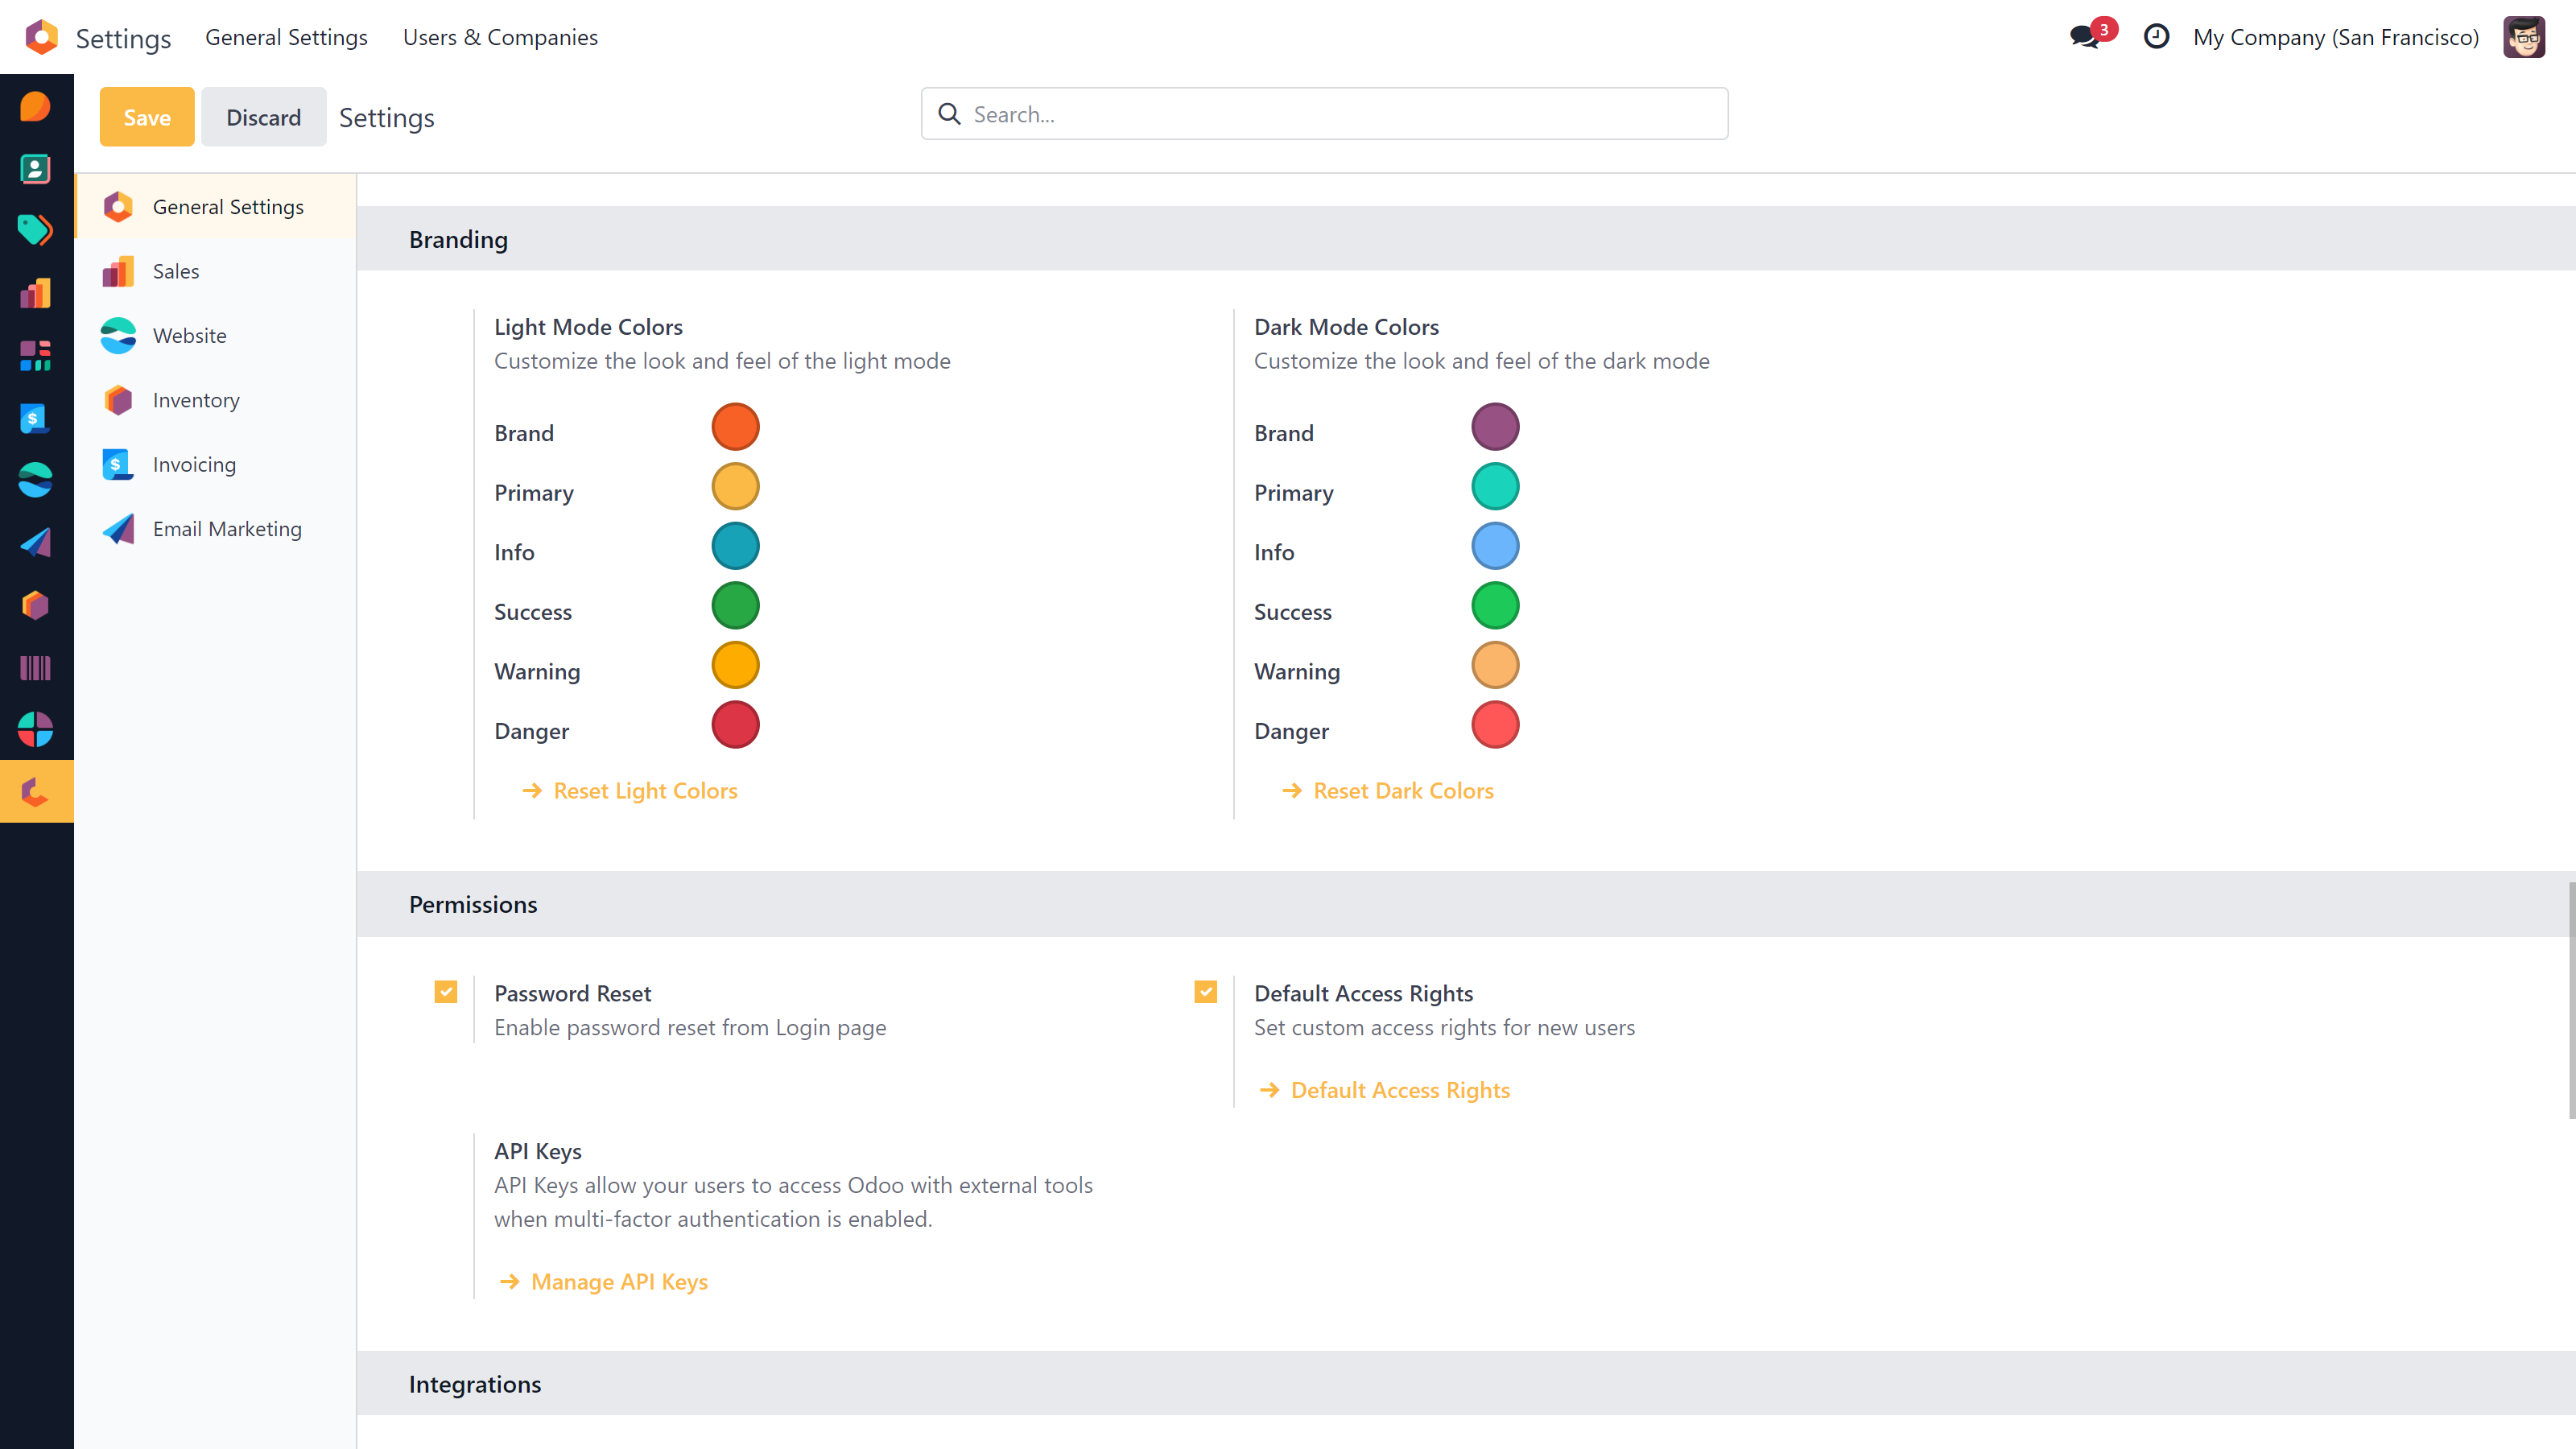 Settings General Settings Users & Companies 3 My Company (San Francisco)
Save Discard Settings Search...
General Settings
Sales
Website
Inventory
Invoicing
Email Marketing
Branding
Light Mode Colors
Customize the look and feel of the light mode
Brand
Primary
Info
Success
Warning
Danger
Reset Light Colors
Dark Mode Colors
Customize the look and feel of the dark mode
Brand
Primary
Info
Success
Warning
Danger
Reset Dark Colors
Permissions
Password Reset
Enable password reset from Login page
Default Access Rights
Set custom access rights for new users
Default Access Rights
API Keys
API Keys allow your users to access Odoo with external tools
when multi-factor authentication is enabled.
Manage API Keys
Integrations